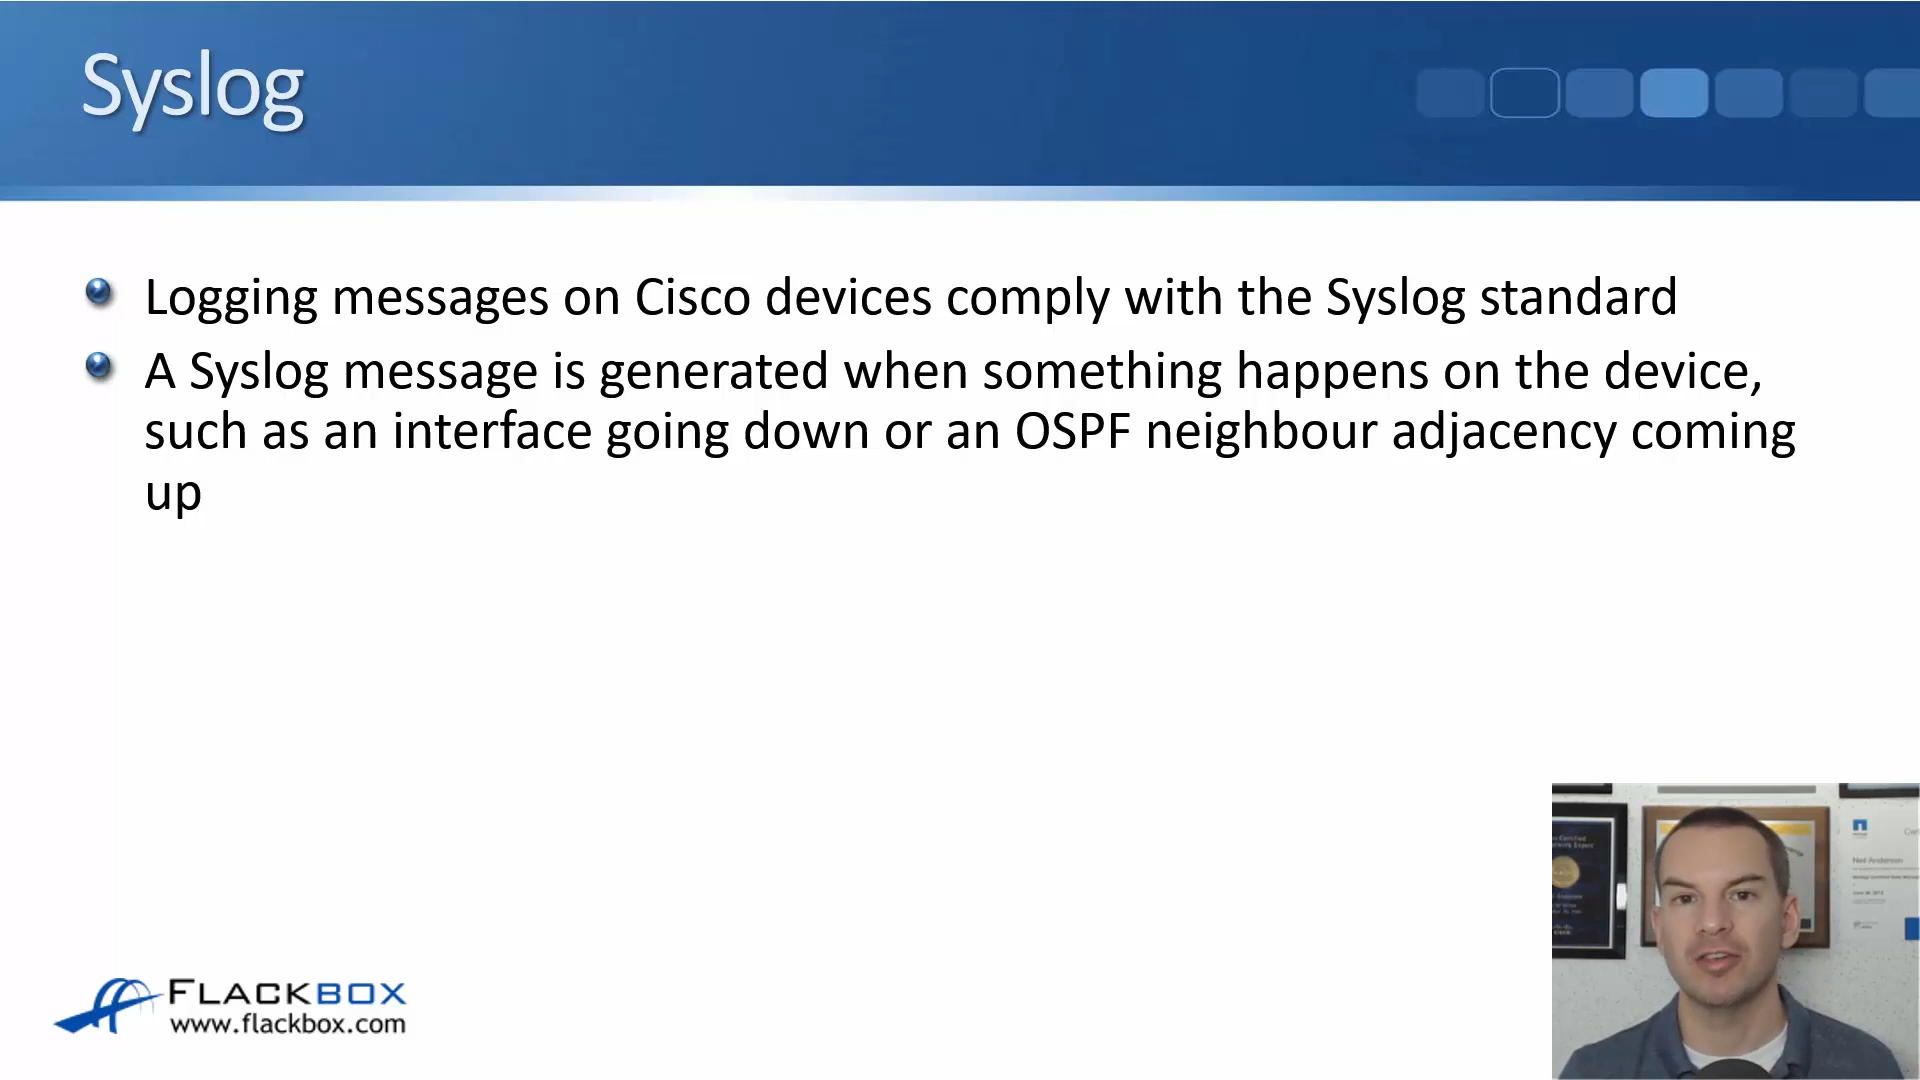 Syslog
Logging messages on Cisco devices comply with the Syslog standard
A Syslog message is generated when something happens on the device,
such as an interface going down or an OSPF neighbour adjacency coming
up
FLACKBOX
www.flackbox.com
Neil Anderson